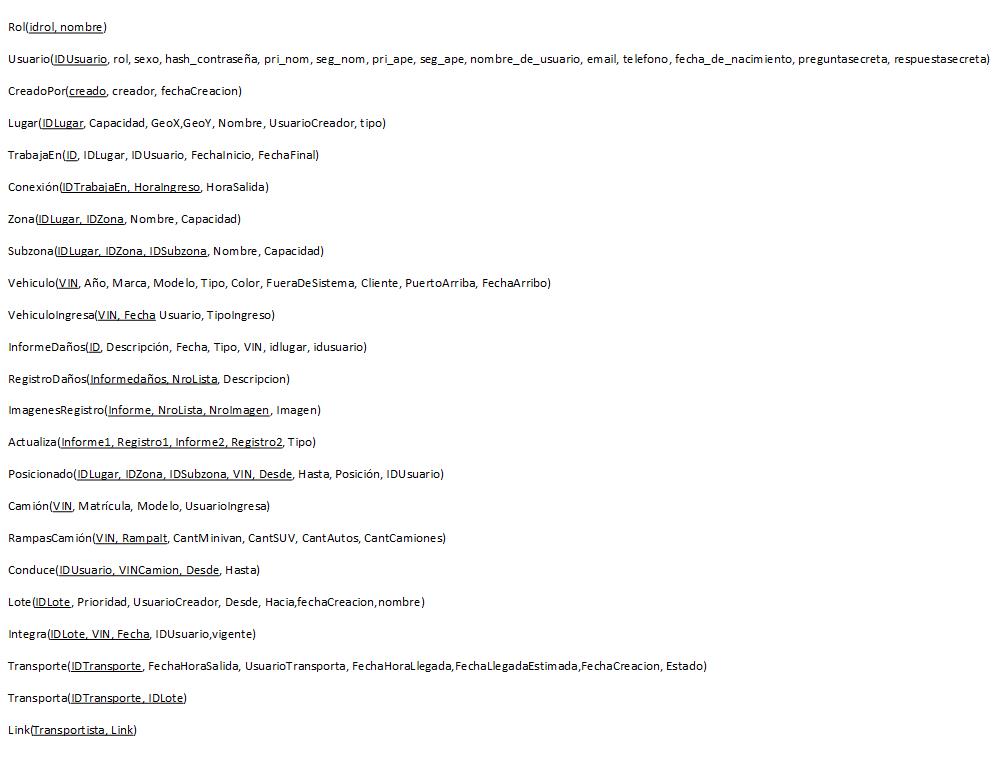 Rol(idrol, nombre)
Usuario(IDUsuario, rol, sexo, hash_contraseña, pri_nom, seg_nom, pri_ape, seg_ape, nombre_de_usuario, email, telefono, fecha_de_nacimiento, preguntasecreta, respuestasecreta)
CreadoPor(creado, creador, fechaCreacion)
Lugar(IDLugar, Capacidad, GeoX,GeoY, Nombre, UsuarioCreador, tipo)
TrabajaEn(ID, IDLugar, IDUsuario, FechaInicio, FechaFinal)
Conexión(IDTrabajaEn, HoraIngreso, HoraSalida)
Zona(IDLugar, IDZona, Nombre, Capacidad)
Subzona(IDLugar, IDZona, IDSubzona, Nombre, Capacidad)
Vehiculo(VIN, Año, Marca, Modelo, Tipo, Color, FueraDeSistema, Cliente, PuertoArriba, FechaArribo)
VehiculoIngresa(VIN, Fecha Usuario, TipoIngreso)
InformeDaños(ID, Descripción, Fecha, Tipo, VIN, idlugar, idusuario)
RegistroDaños(Informedaños, NroLista, Descripcion)
ImagenesRegistro(Informe, NroLista, NroImagen, Imagen)
Actualiza(Informe1, Registro1, Informe2, Registro2, Tipo)
Posicionado(IDLugar, IDZona, IDSubzona, VIN, Desde, Hasta, Posición, IDUsuario)
Camión(VIN, Matrícula, Modelo, UsuarioIngresa)
RampasCamión(VIN, RampaIt, CantMinivan, CantSUV, CantAutos, CantCamiones)
Conduce(IDUsuario, VINCamion, Desde, Hasta)
Lote(IDLote, Prioridad, UsuarioCreador, Desde, Hacia,fechaCreacion,nombre)
Integra(IDLote, VIN, Fecha, IDUsuario,vigente)
Transporte(IDTransporte, FechaHoraSalida, UsuarioTransporta, FechaHoraLlegada,FechaLlegadaEstimada,FechaCreacion, Estado)
Transporta(IDTransporte, IDLote)
Link(Transportista, Link)